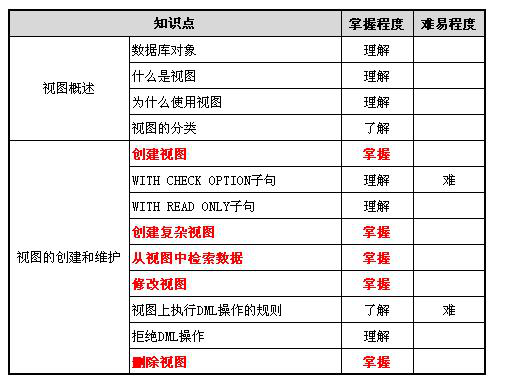 知识点 掌握程度 难易程度
视图概述
数据库对象 理解
什么是视图 理解
为什么使用视图 理解
视图的分类 了解
视图的创建和维护
创建视图 掌握
WITH CHECK OPTION子句 理解 难
WITH READ ONLY子句 理解
创建复杂视图 掌握
从视图中检索数据 掌握
修改视图 掌握
视图上执行DML操作的规则 了解 难
拒绝DML操作 理解
删除视图 掌握